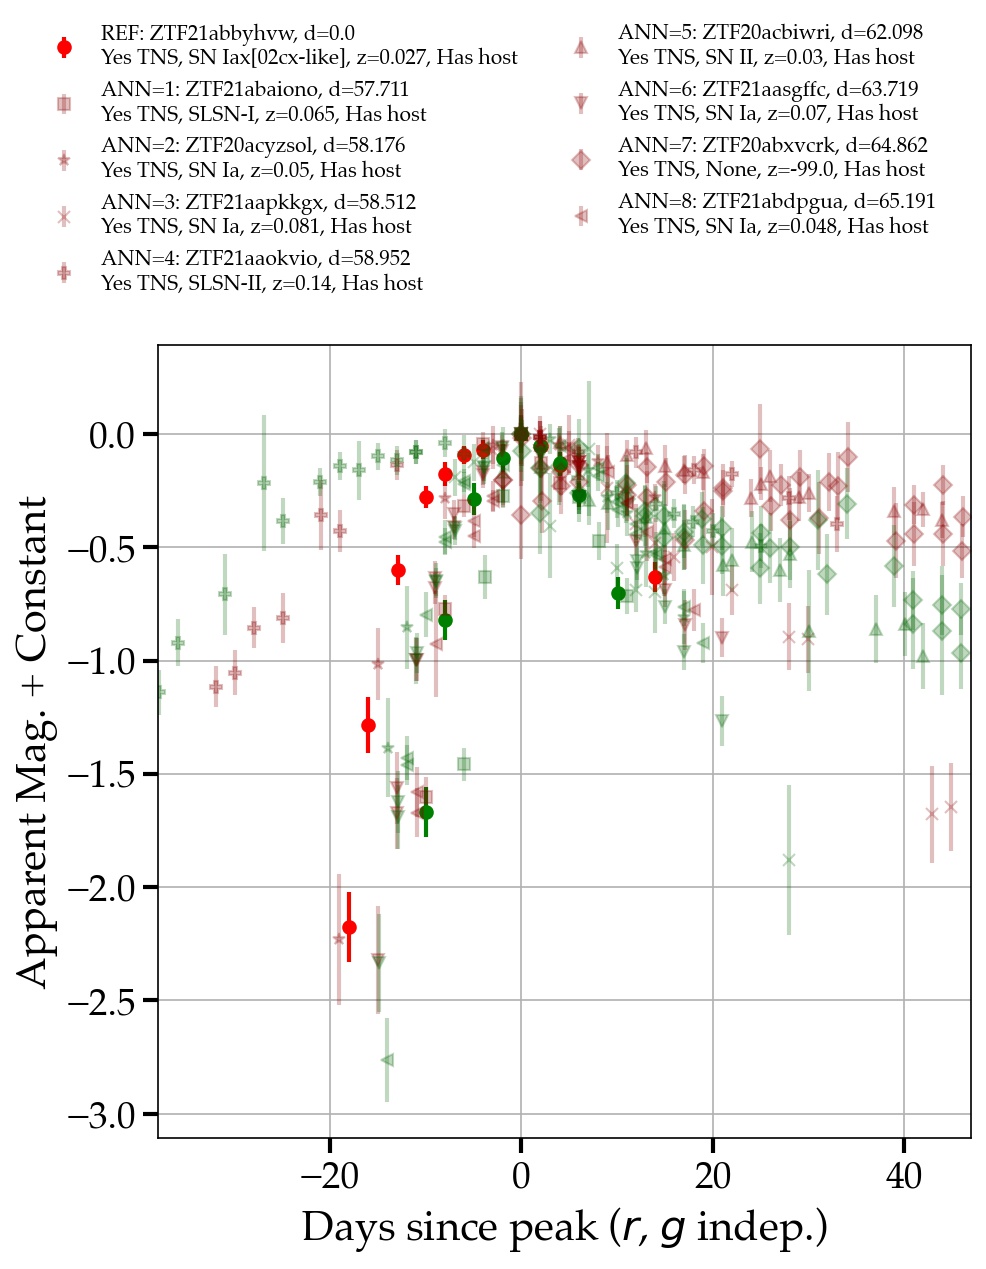 REF: ZTF21abbyhvw, d=0.0
Yes TNS, SN Iax[02cx-like], z=0.027, Has host
ANN=1: ZTF21abaiono, d=57.711
Yes TNS, SLSN-I, z=0.065, Has host
ANN=2: ZTF20acyzsol, d=58.176
Yes TNS, SN Ia, z=0.05, Has host
ANN=3: ZTF21aapkkgx, d=58.512
Yes TNS, SN Ia, z=0.081, Has host
ANN=4: ZTF21aaokvio, d=58.952
Yes TNS, SLSN-II, z=0.14, Has host
ANN=5: ZTF20acbiwri, d=62.098
Yes TNS, SN II, z=0.03, Has host
ANN=6: ZTF21aasgffc, d=63.719
Yes TNS, SN Ia, z=0.07, Has host
ANN=7: ZTF20abxvcrk, d=64.862
Yes TNS, None, z=-99.0, Has host
ANN=8: ZTF21abdpgua, d=65.191
Yes TNS, SN Ia, z=0.048, Has host
Apparent Mag. + Constant
0.0
−0.5
−1.0
−1.5
−2.0
−2.5
−3.0
−20 0 20 40
Days since peak (r, g indep.)